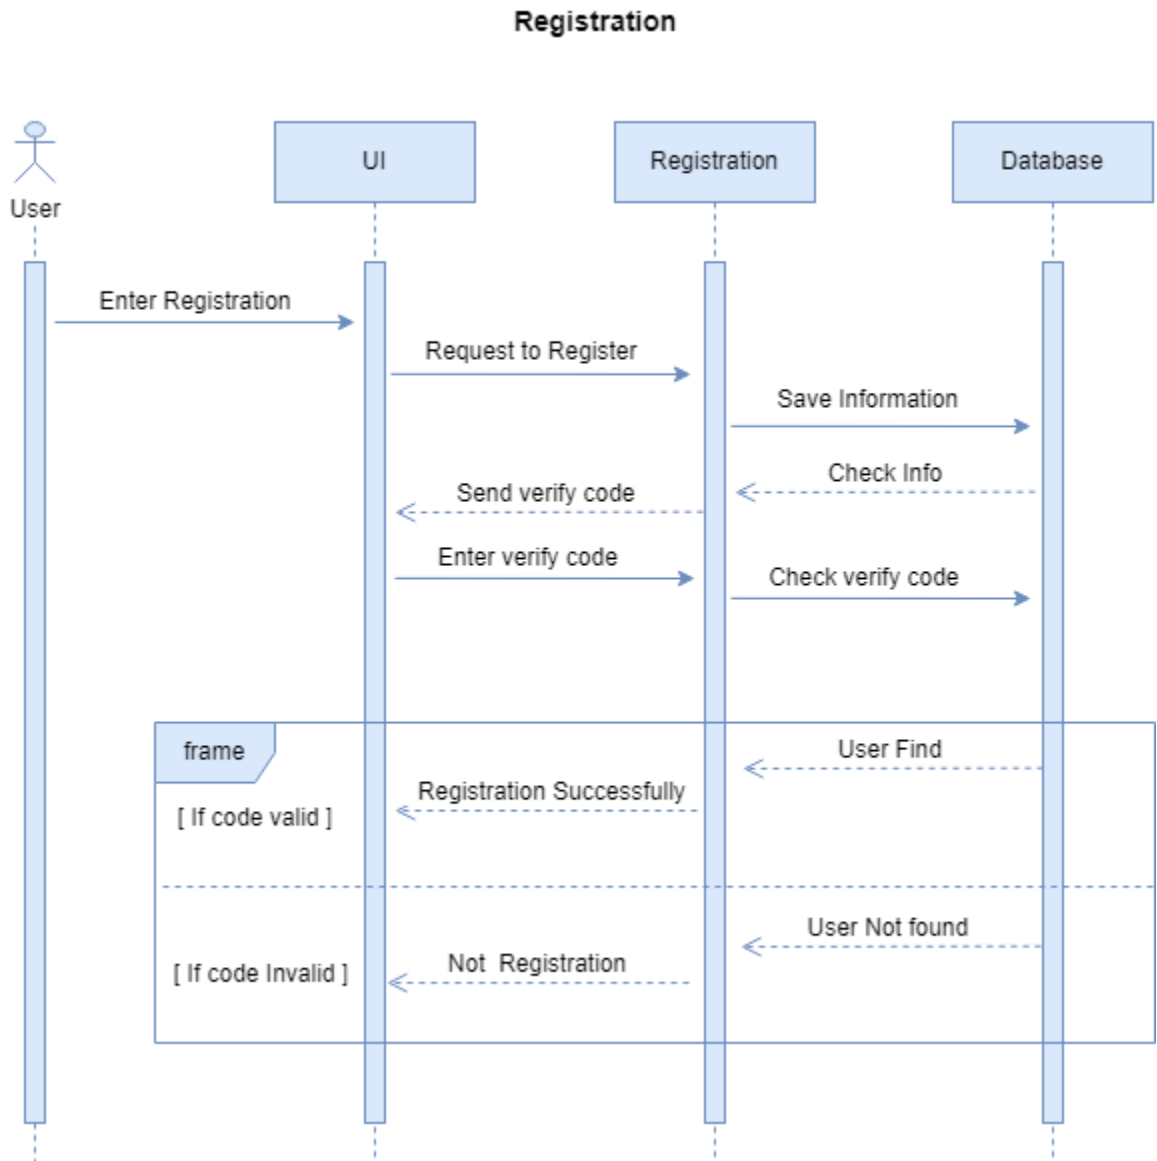 Registration
User
UI
Registration
Database
Enter Registration
Request to Register
Save Information
Check Info
Send verify code
Enter verify code
Check verify code
frame
User Find
Registration Successfully
[ If code valid ]
User Not found
Not Registration
[ If code Invalid ]